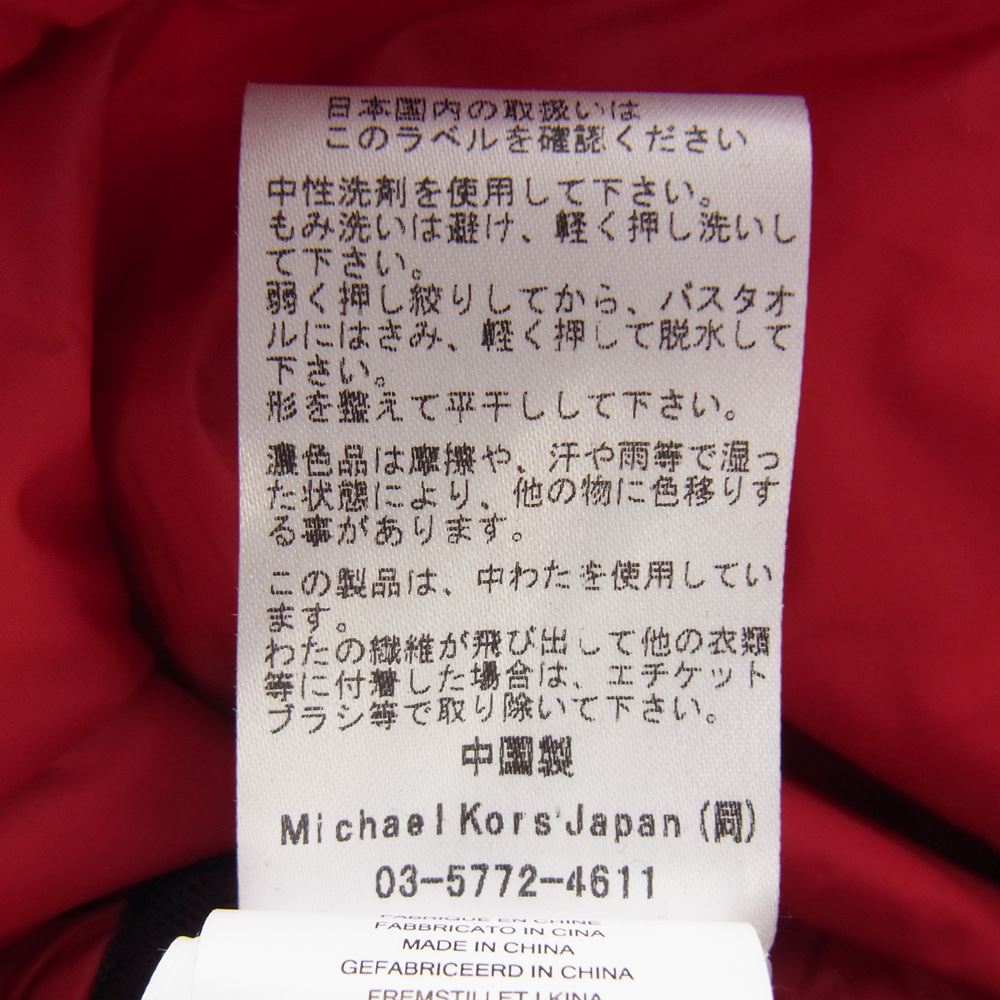 日本国内の取扱いは
このラベルを確認ください
中性洗剤を使用して下さい。
もみ洗いは避け、軽く押し洗いし
て下さい。
弱く押し絞りしてから、バスタオ
ルにはさみ、軽く押して脱水して
下さい。
形を整えて平干しして下さい。
濃色品は摩擦や、汗や雨等で湿っ
た状態により、他の物に色移りす
る事があります。
この製品は、中わたを使用してい
ます。
わたの繊維が飛び出して他の衣類
等に付着した場合は、エチケット
ブラシ等で取り除いて下さい。
中国製
Michael Kors Japan (同)
03-5772-4611
FABRIQUE EN CHINE
FABBRICATO IN CINA
MADE IN CHINA
GEFABRICEERD IN CHINA
FREMSTILLET I KINA